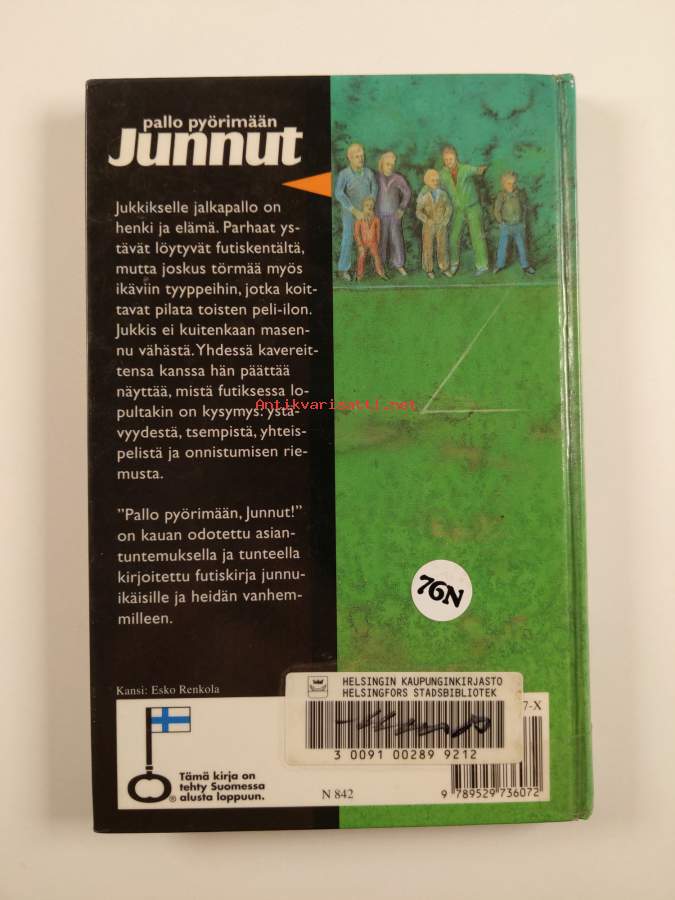 pallo pyörimään
Junnut
Jukkikselle jalkapallo on
henki ja elämä. Parhaat ys-
tävät löytyvät futiskentältä,
mutta joskus törmää myös
ikäviin tyyppeihin, jotka koit-
tavat pilata toisten peli-ilon.
Jukkis ei kuitenkaan masen-
nu vähästä. Yhdessä kavereit-
tensa kanssa hän päättää
näyttää, mistä futiksessa lo-
pultakin on kysymys: ystä-
vyydestä, tsempistä, yhteis-
pelistä ja onnistumisen rie-
musta.
"Pallo pyörimään, Junnut!"
on kauan odotettu asian-
tuntemuksella ja tunteella
kirjoitettu futiskirja junnu-
ikäisille ja heidän vanhem-
milleen.
Antikvariaatti.net
76N
Kansi: Esko Renkola
HELSINGIN KAUPUNGINKIRJASTO
HELSINGFORS STADSBIBLIOTEK
3 0091 00289 9212
7-X
Tämä kirja on
tehty Suomessa
® alusta loppuun.
N 842
9 789529 736072